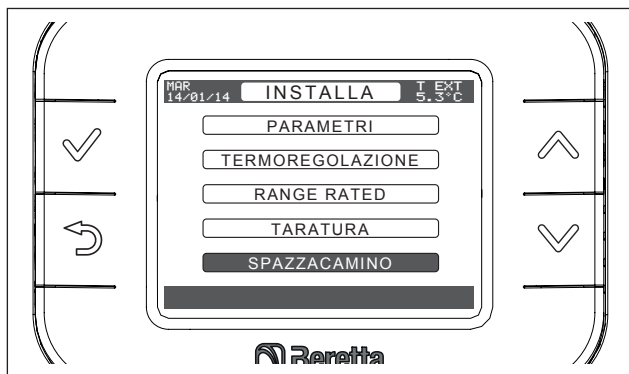 MAR
14/01/14
INSTALLA
T EXT
5.3°C
PARAMETRI
TERMOREGOLAZIONE
RANGE RATED
TARATURA
SPAZZACAMINO
Beretta